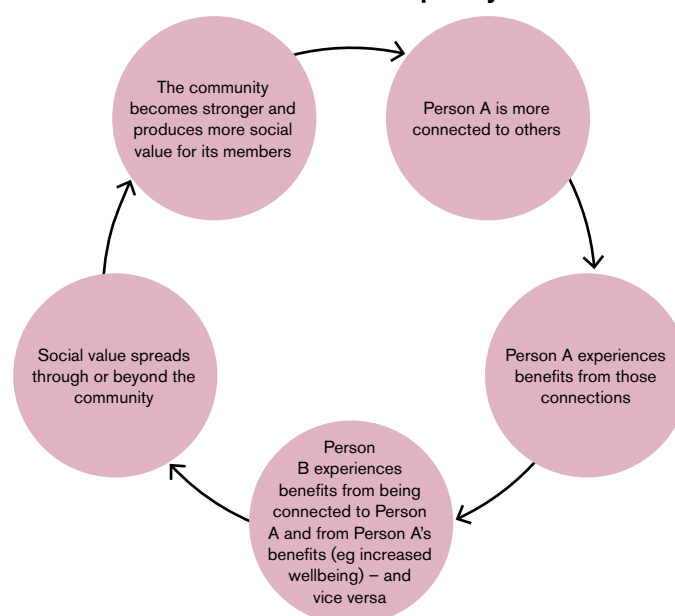 The community
becomes stronger and
produces more social
value for its members
Person A is more
connected to others
Person A experiences
benefits from those
connections
Person
B experiences
benefits from being
connected to Person
A and from Person A’s
benefits (eg increased
wellbeing) – and
vice versa
Social value spreads
through or beyond the
community